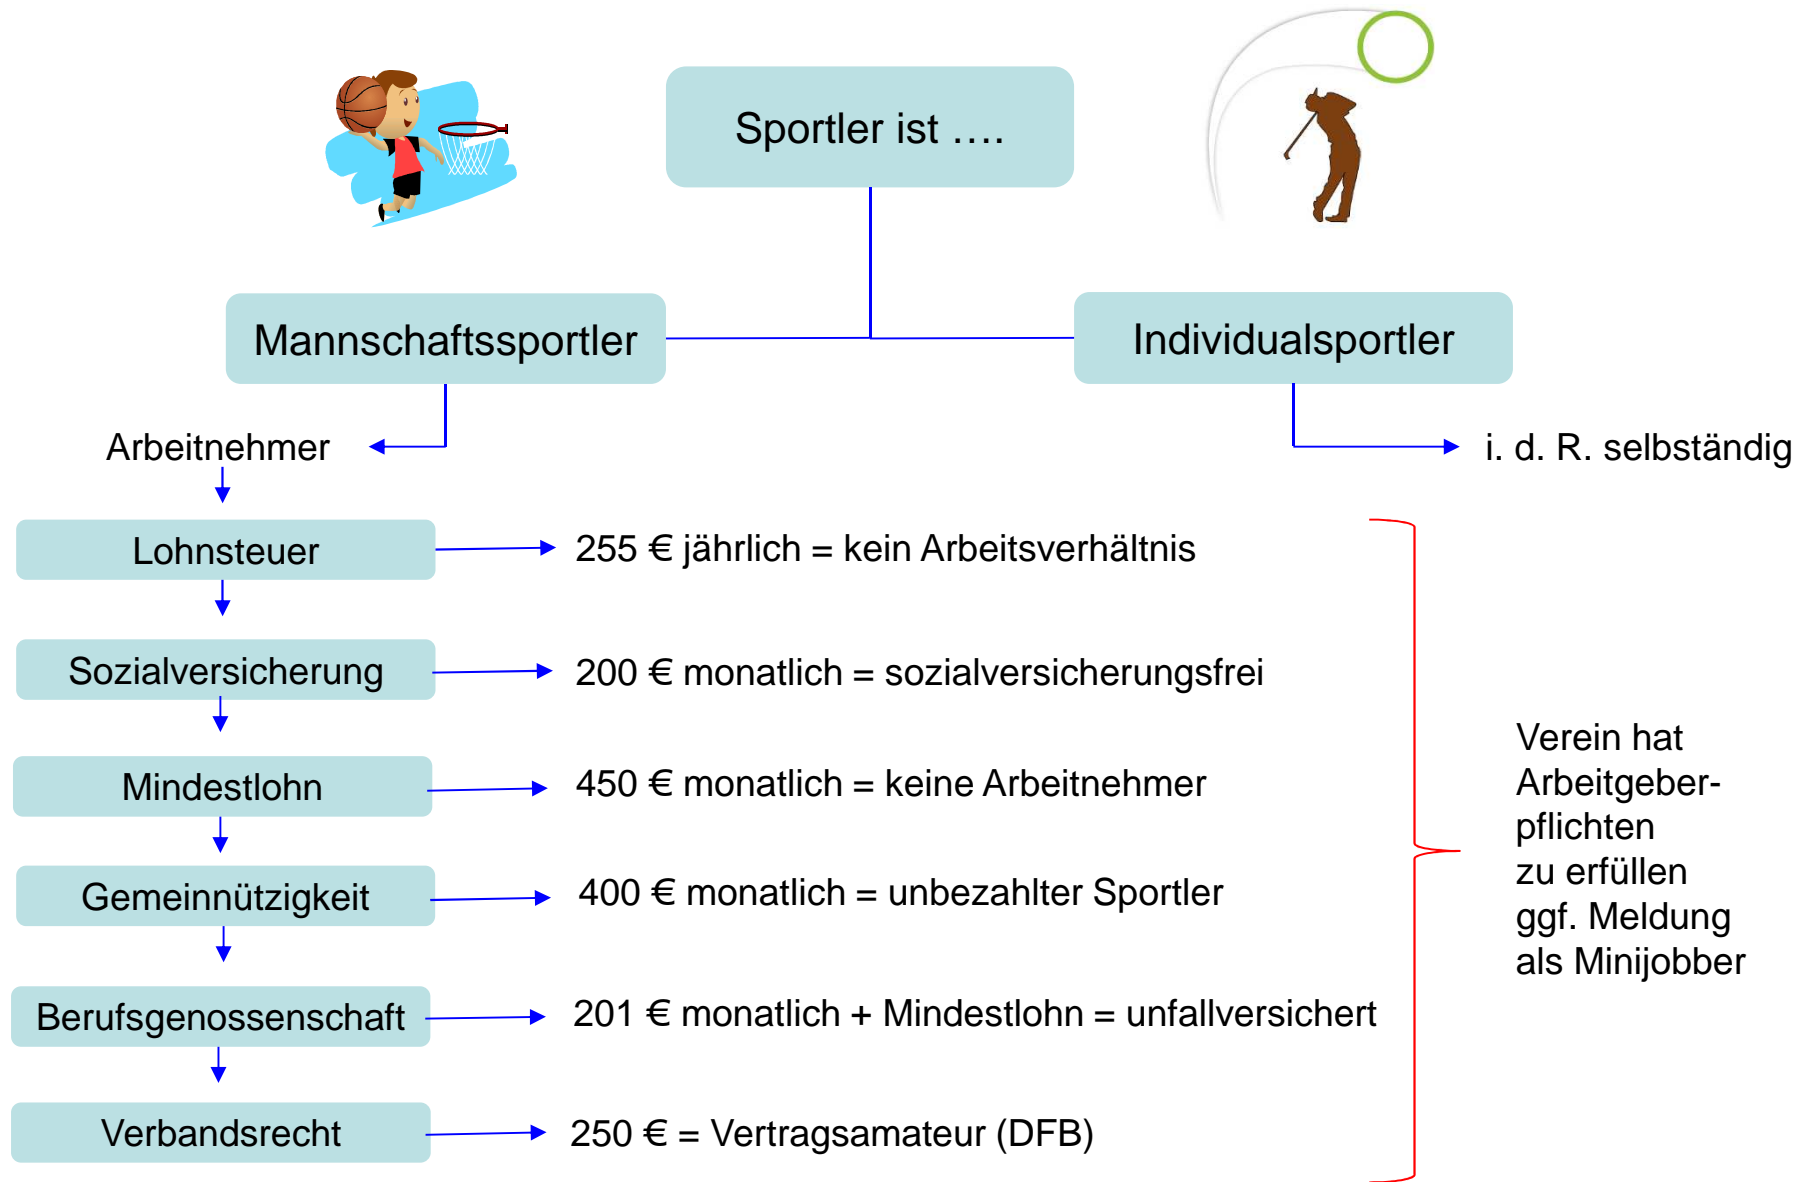 Sportler ist ….
Mannschaftssportler
Individualsportler
Arbeitnehmer
i. d. R. selbständig
Lohnsteuer
255 € jährlich = kein Arbeitsverhältnis
Sozialversicherung
200 € monatlich = sozialversicherungsfrei
Mindestlohn
450 € monatlich = keine Arbeitnehmer
Gemeinnützigkeit
400 € monatlich = unbezahlter Sportler
Berufsgenossenschaft
201 € monatlich + Mindestlohn = unfallversichert
Verbandsrecht
250 € = Vertragsamateur (DFB)
Verein hat
Arbeitgeber-
pflichten
zu erfüllen
ggf. Meldung
als Minijobber